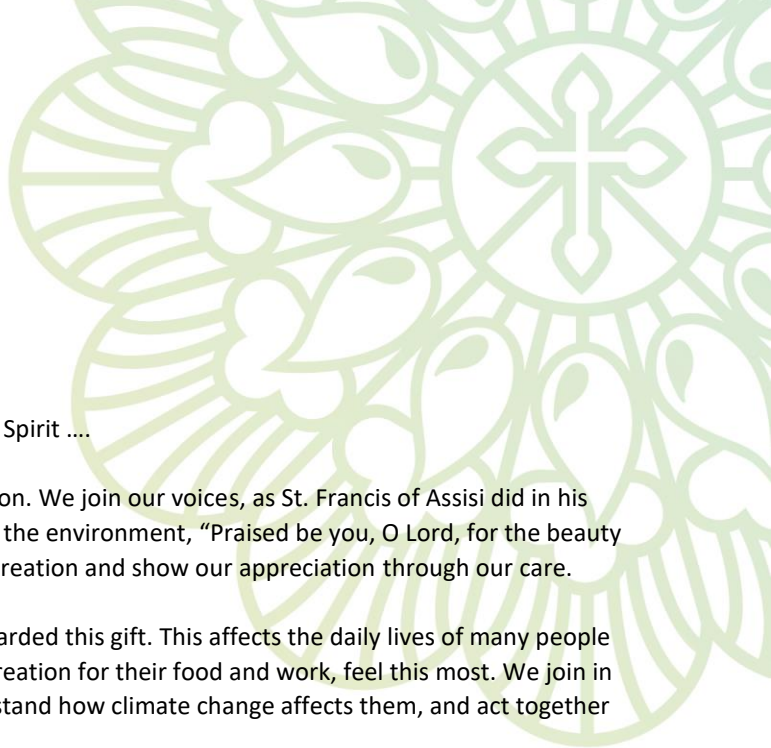 Spirit ….
on. We join our voices, as St. Francis of Assisi did in his
the environment, “Praised be you, O Lord, for the beauty
reation and show our appreciation through our care.
arded this gift. This affects the daily lives of many people
reation for their food and work, feel this most. We join in
stand how climate change affects them, and act together